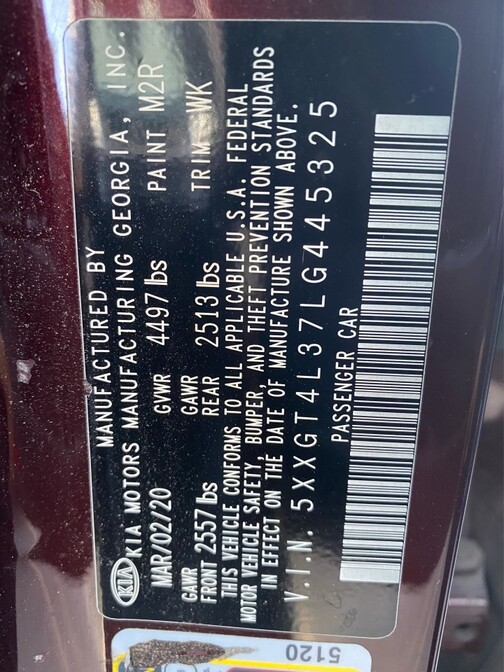 MANUFACTURED BY
KIA KIA MOTORS MANUFACTURING GEORGIA, INC.
MAR/02/20 GVWR 4497 lbs PAINT M2R
GAWR FRONT 2557 lbs GAWR REAR 2513 lbs TRIM WK
THIS VEHICLE CONFORMS TO ALL APPLICABLE U.S.A. FEDERAL
MOTOR VEHICLE SAFETY, BUMPER, AND THEFT PREVENTION STANDARDS
IN EFFECT ON THE DATE OF MANUFACTURE SHOWN ABOVE.
V.I.N. 5XXGT4L37LG445325
PASSENGER CAR
5120